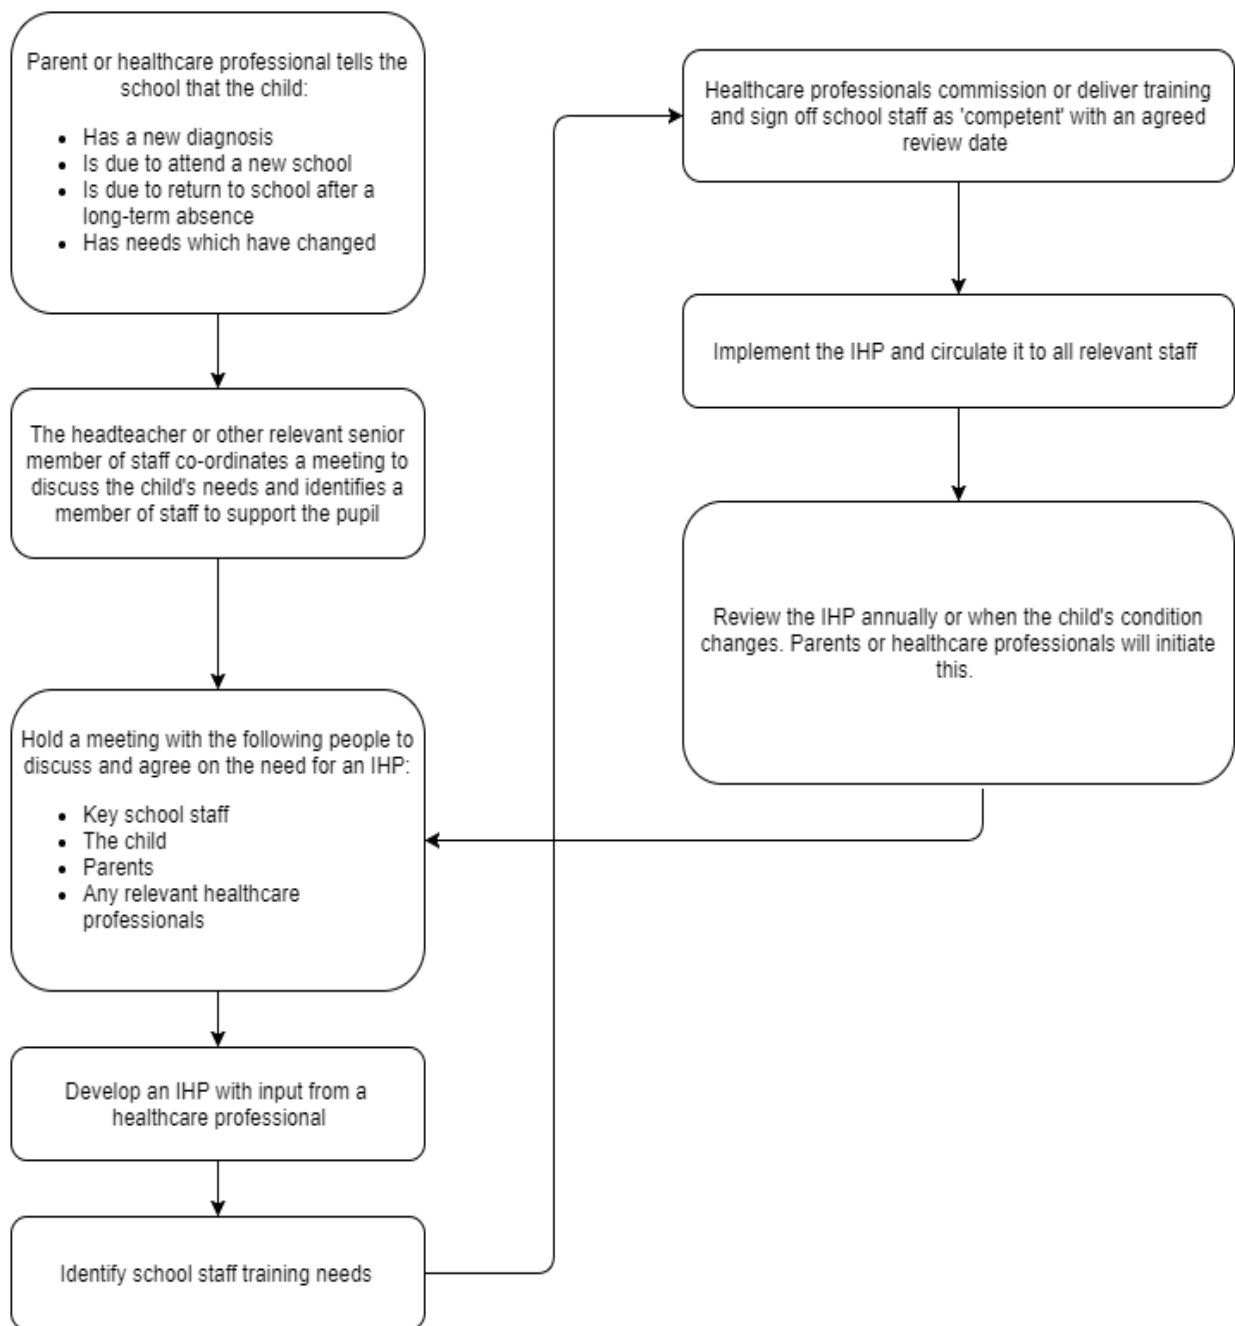 Parent or healthcare professional tells the
school that the child:
• Has a new diagnosis
• Is due to attend a new school
• Is due to return to school after a
long-term absence
• Has needs which have changed
The headteacher or other relevant senior
member of staff co-ordinates a meeting to
discuss the child's needs and identifies a
member of staff to support the pupil
Hold a meeting with the following people to
discuss and agree on the need for an IHP:
• Key school staff
• The child
• Parents
• Any relevant healthcare
professionals
Develop an IHP with input from a
healthcare professional
Identify school staff training needs
Healthcare professionals commission or deliver training
and sign off school staff as 'competent' with an agreed
review date
Implement the IHP and circulate it to all relevant staff
Review the IHP annually or when the child's condition
changes. Parents or healthcare professionals will initiate
this.